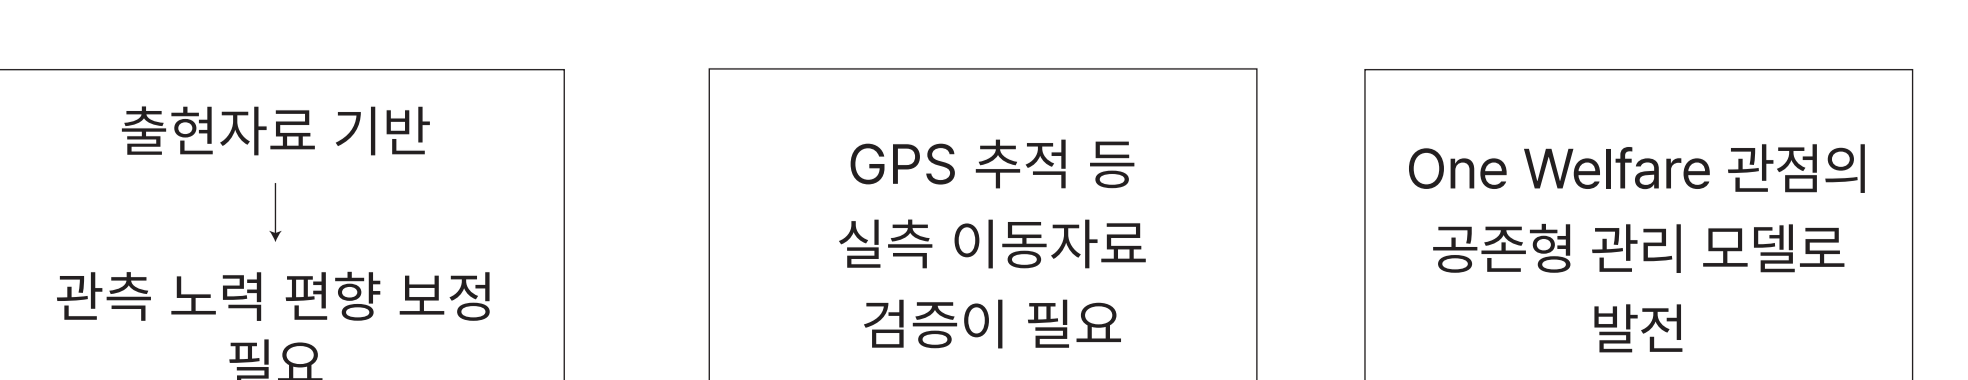 출현자료 기반
관측 노력 편향 보정
필요
GPS 추적 등
실측 이동자료
검증이 필요
One Welfare 관점의
공존형 관리 모델로
발전